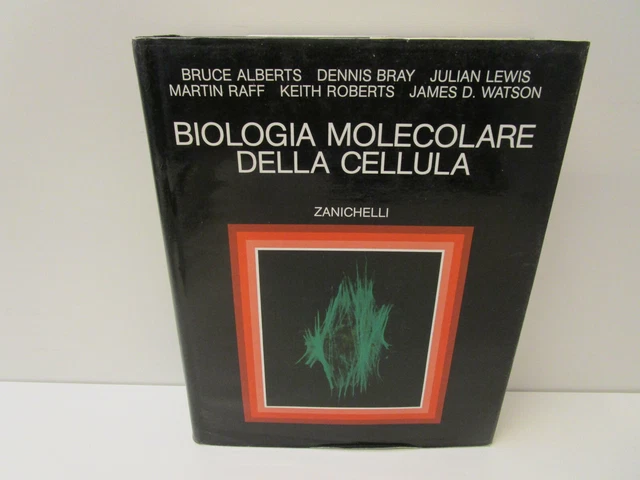 BRUCE ALBERTS DENNIS BRAY JULIAN LEWIS
MARTIN RAFF KEITH ROBERTS JAMES D. WATSON
BIOLOGIA MOLECOLARE
DELLA CELLULA
ZANICHELLI